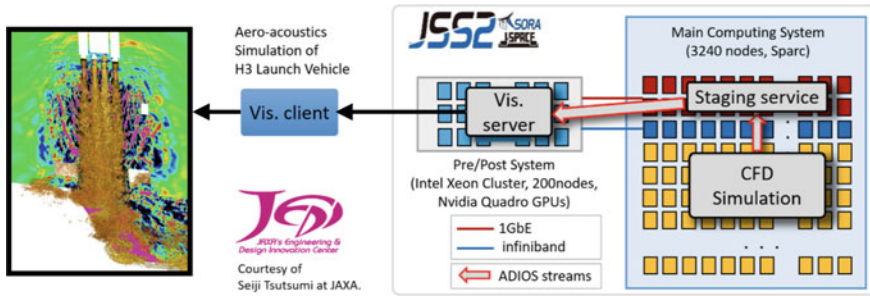 Aero-acoustics
Simulation of
H3 Launch Vehicle
Vis. client
JEDI
JAXA's Engineering &
Design Innovation Center
Courtesy of
Seiji Tsutsumi at JAXA.
JSS2
SORA
J-SPACE
Vis.
server
Pre/Post System
(Intel Xeon Cluster, 200nodes,
Nvidia Quadro GPUs)
1GbE
infiniband
ADIOS streams
Main Computing System
(3240 nodes, Sparc)
Staging service
CFD
Simulation
. . .